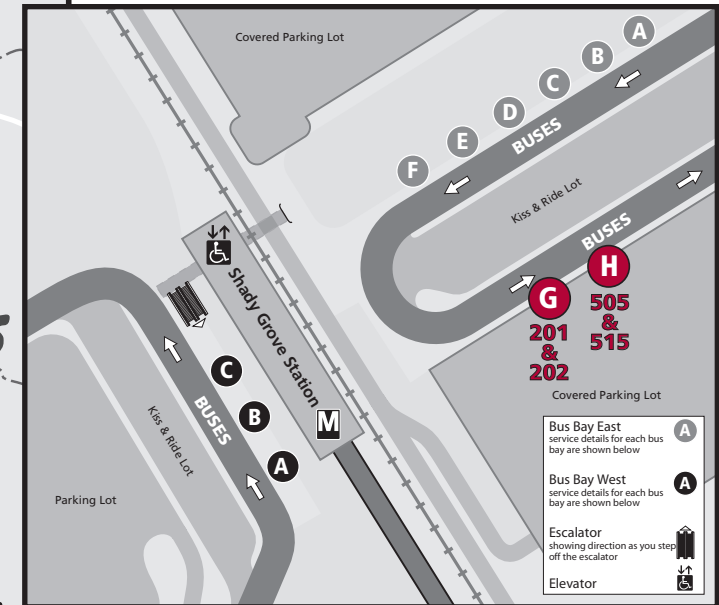 Covered Parking Lot
A
B
C
D
E
F
BUSES
Kiss & Ride Lot
BUSES
G
201
&
202
H
505
&
515
Covered Parking Lot
Shady Grove Station
M
C
B
A
BUSES
Kiss & Ride Lot
Parking Lot
5
Bus Bay East
service details for each bus
bay are shown below
A
Bus Bay West
service details for each bus
bay are shown below
A
Escalator
showing direction as you step
off the escalator
Elevator